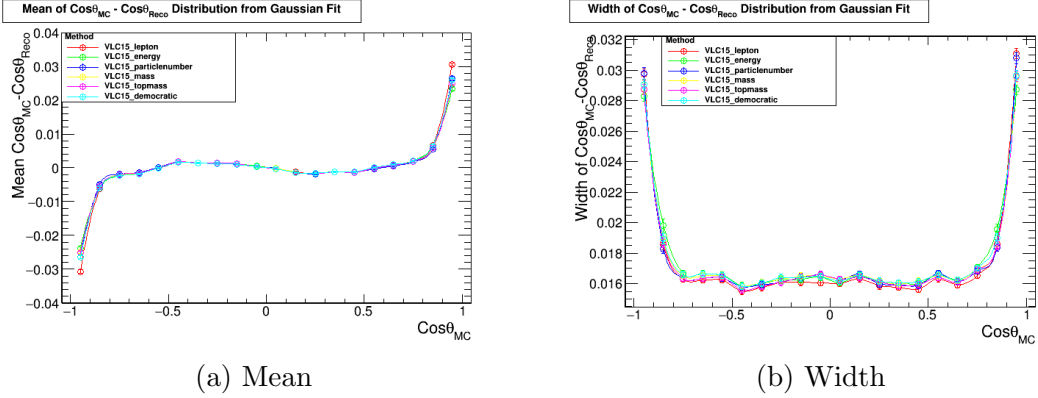 Mean of Cosθ_MC - Cosθ_Reco Distribution from Gaussian Fit
Mean Cosθ_MC-Cosθ_Reco
0.04
0.03
0.02
0.01
0
−0.01
−0.02
−0.03
−0.04
Method
VLC15_lepton
VLC15_energy
VLC15_particlenumber
VLC15_mass
VLC15_topmass
VLC15_democratic
−1
−0.5
0
0.5
1
Cosθ_MC
(a) Mean
Width of Cosθ_MC - Cosθ_Reco Distribution from Gaussian Fit
Width of Cosθ_MC-Cosθ_Reco
0.032
0.03
0.028
0.026
0.024
0.022
0.02
0.018
0.016
Method
VLC15_lepton
VLC15_energy
VLC15_particlenumber
VLC15_mass
VLC15_topmass
VLC15_democratic
−1
−0.5
0
0.5
1
Cosθ_MC
(b) Width